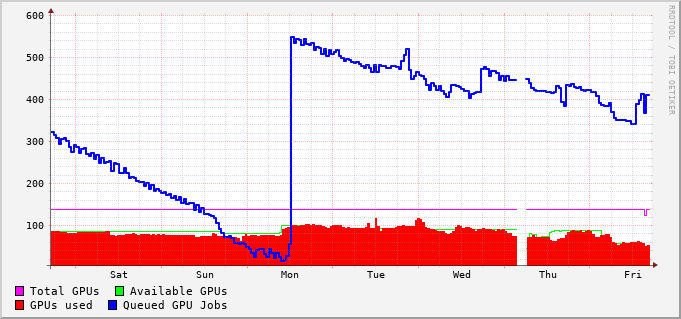 600
500
400
300
200
100
Sat Sun Mon Tue Wed Thu Fri
Total GPUs Available GPUs
GPUs used Queued GPU Jobs
RRDTOOL / TOBI OETIKER